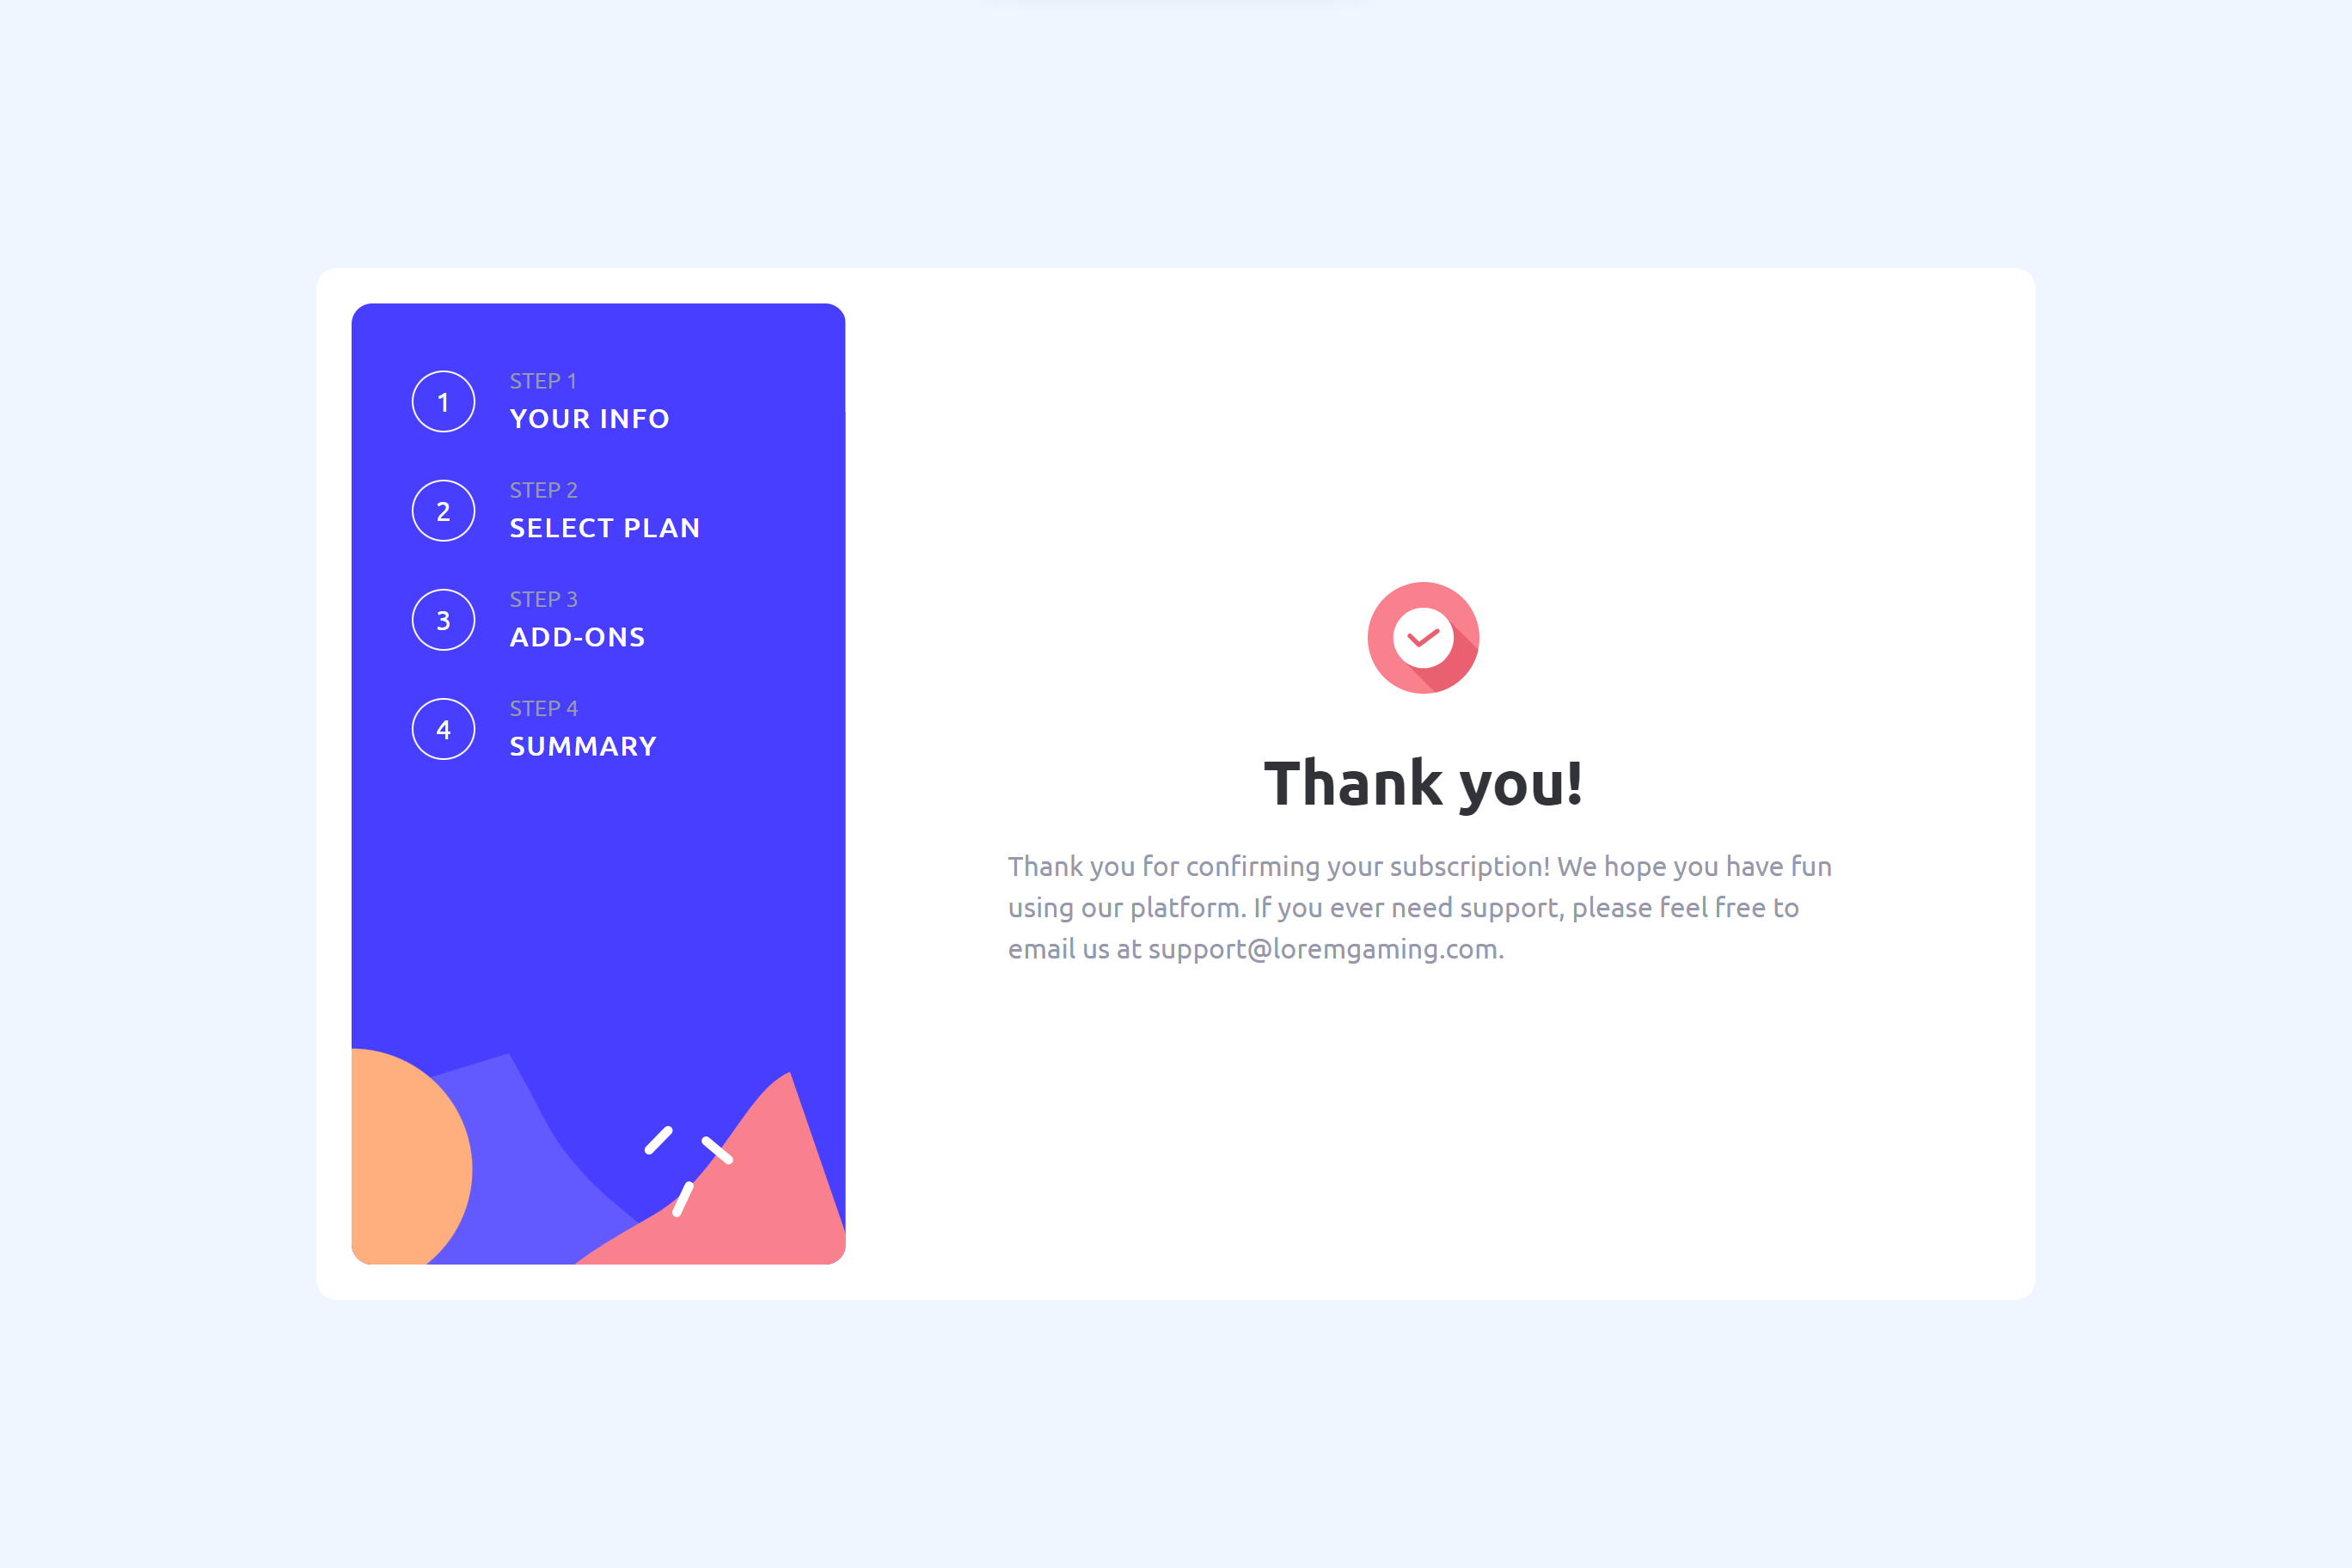 1
STEP 1
YOUR INFO
2
STEP 2
SELECT PLAN
3
STEP 3
ADD-ONS
4
STEP 4
SUMMARY
Thank you!
Thank you for confirming your subscription! We hope you have fun
using our platform. If you ever need support, please feel free to
email us at support@loremgaming.com.